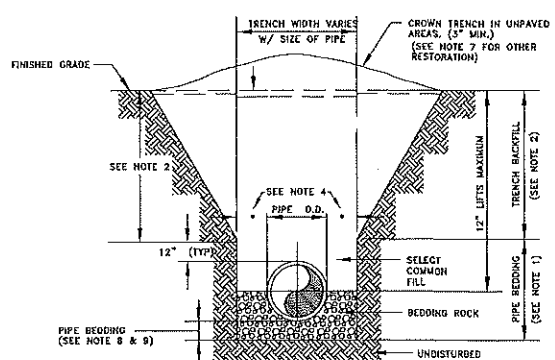 TRENCH WIDTH VARIES
W/ SIZE OF PIPE
CROWN TRENCH IN UNPAVED
AREAS, (3" MIN.)
(SEE NOTE 7 FOR OTHER
RESTORATION)
FINISHED GRADE
SEE NOTE 2
SEE NOTE 4
PIPE O.D.
12" LIFTS MAXIMUM
TRENCH BACKFILL
(SEE NOTE 2)
12" (TYP)
SELECT
COMMON
FILL
PIPE BEDDING
(SEE NOTE 1)
BEDDING ROCK
PIPE BEDDING
(SEE NOTE 8 & 9)
UNDISTURBED